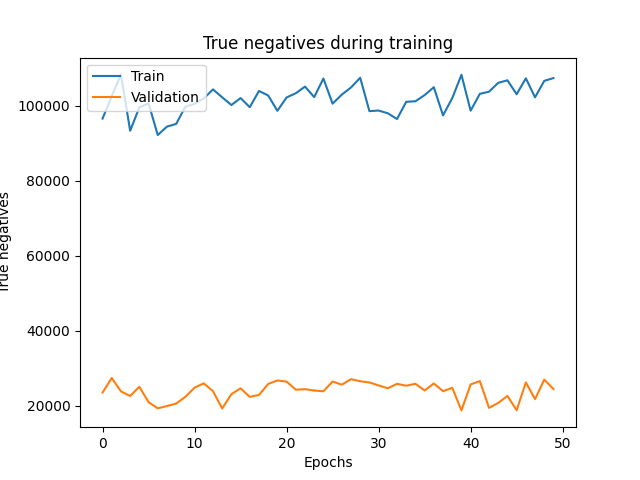 True negatives during training
Train
Validation
100000
80000
60000
40000
20000
True negatives
0 10 20 30 40 50
Epochs